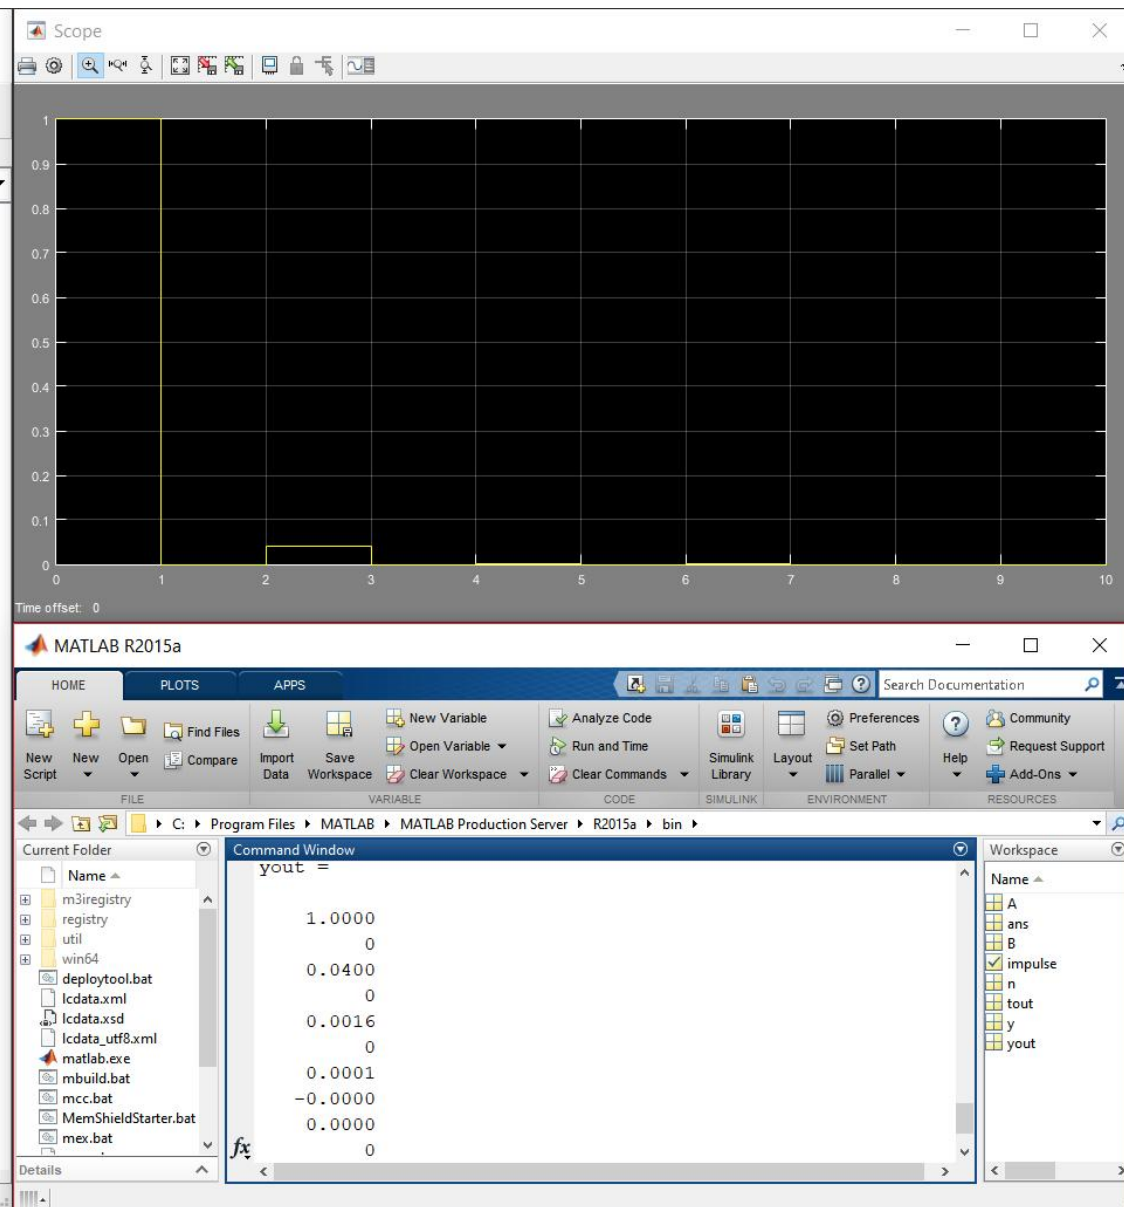 Scope
1
0.9
0.8
0.7
0.6
0.5
0.4
0.3
0.2
0.1
0
0 1 2 3 4 5 6 7 8 9 10
Time offset: 0
MATLAB R2015a
HOME PLOTS APPS
Search Documentation
New Script
New
Open
Find Files
Compare
Import Data
Save Workspace
New Variable
Open Variable
Clear Workspace
Analyze Code
Run and Time
Clear Commands
Simulink Library
Layout
Preferences
Set Path
Parallel
Help
Community
Request Support
Add-Ons
FILE VARIABLE CODE SIMULINK ENVIRONMENT RESOURCES
C: Program Files MATLAB MATLAB Production Server R2015a bin
Current Folder
Name
m3iregistry
registry
util
win64
deploytool.bat
lcdata.xml
lcdata.xsd
lcdata_utf8.xml
matlab.exe
mbuild.bat
mcc.bat
MemShieldStarter.bat
mex.bat
Details
Command Window
yout =
1.0000
0
0.0400
0
0.0016
0
0.0001
-0.0000
0.0000
0
fx
Workspace
Name
A
ans
B
impulse
n
tout
y
yout